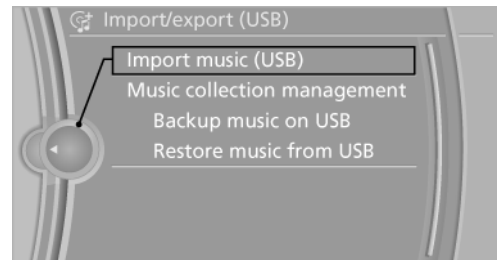 Import/export (USB)
Import music (USB)
Music collection management
Backup music on USB
Restore music from USB